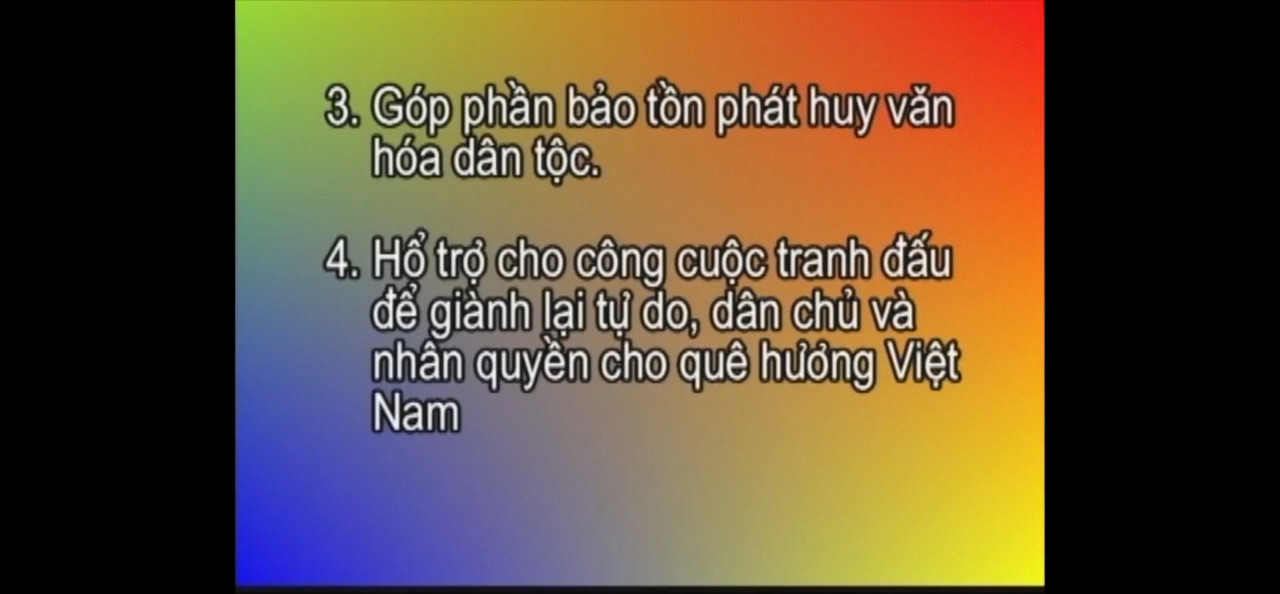 3. Góp phần bảo tồn phát huy văn
hóa dân tộc.
4. Hổ trợ cho công cuộc tranh đấu
để giành lại tự do, dân chủ và
nhân quyền cho quê hương Việt
Nam